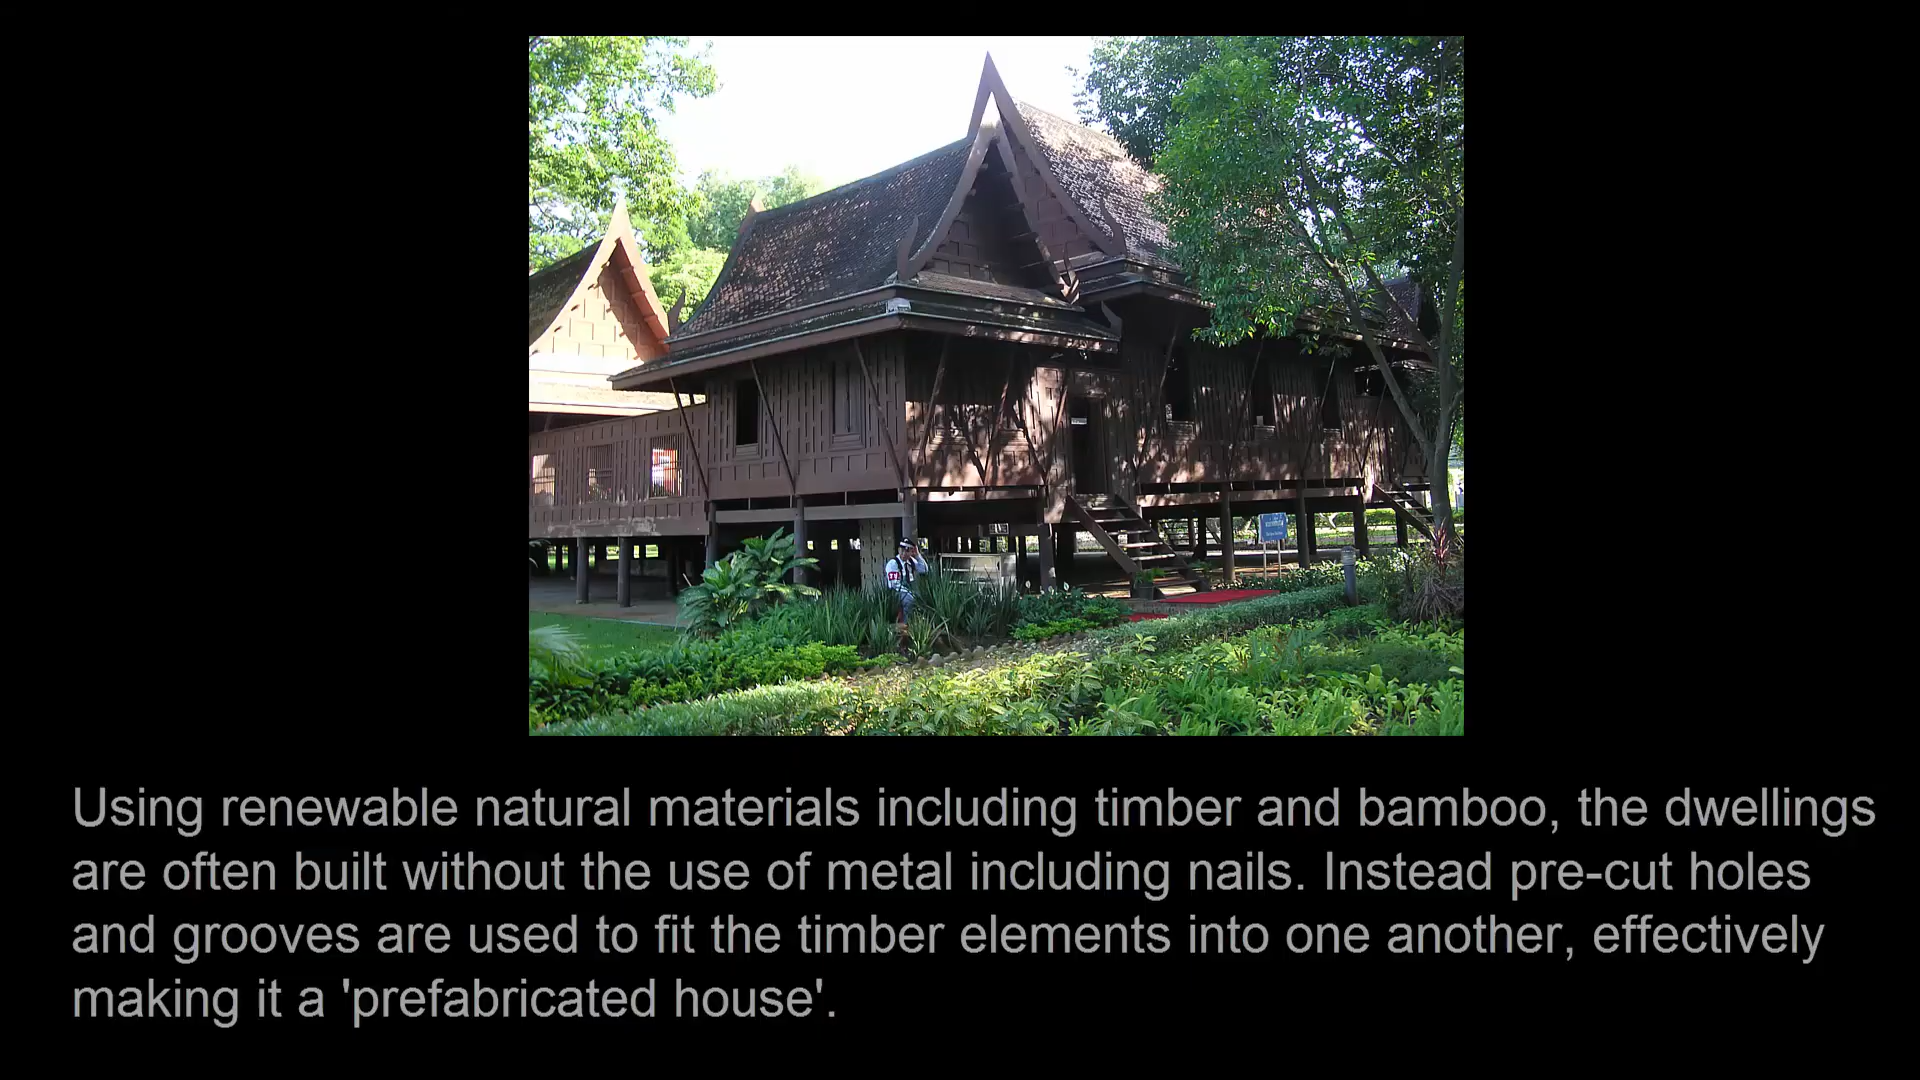 Using renewable natural materials including timber and bamboo, the dwellings
are often built without the use of metal including nails. Instead pre-cut holes
and grooves are used to fit the timber elements into one another, effectively
making it a 'prefabricated house'.